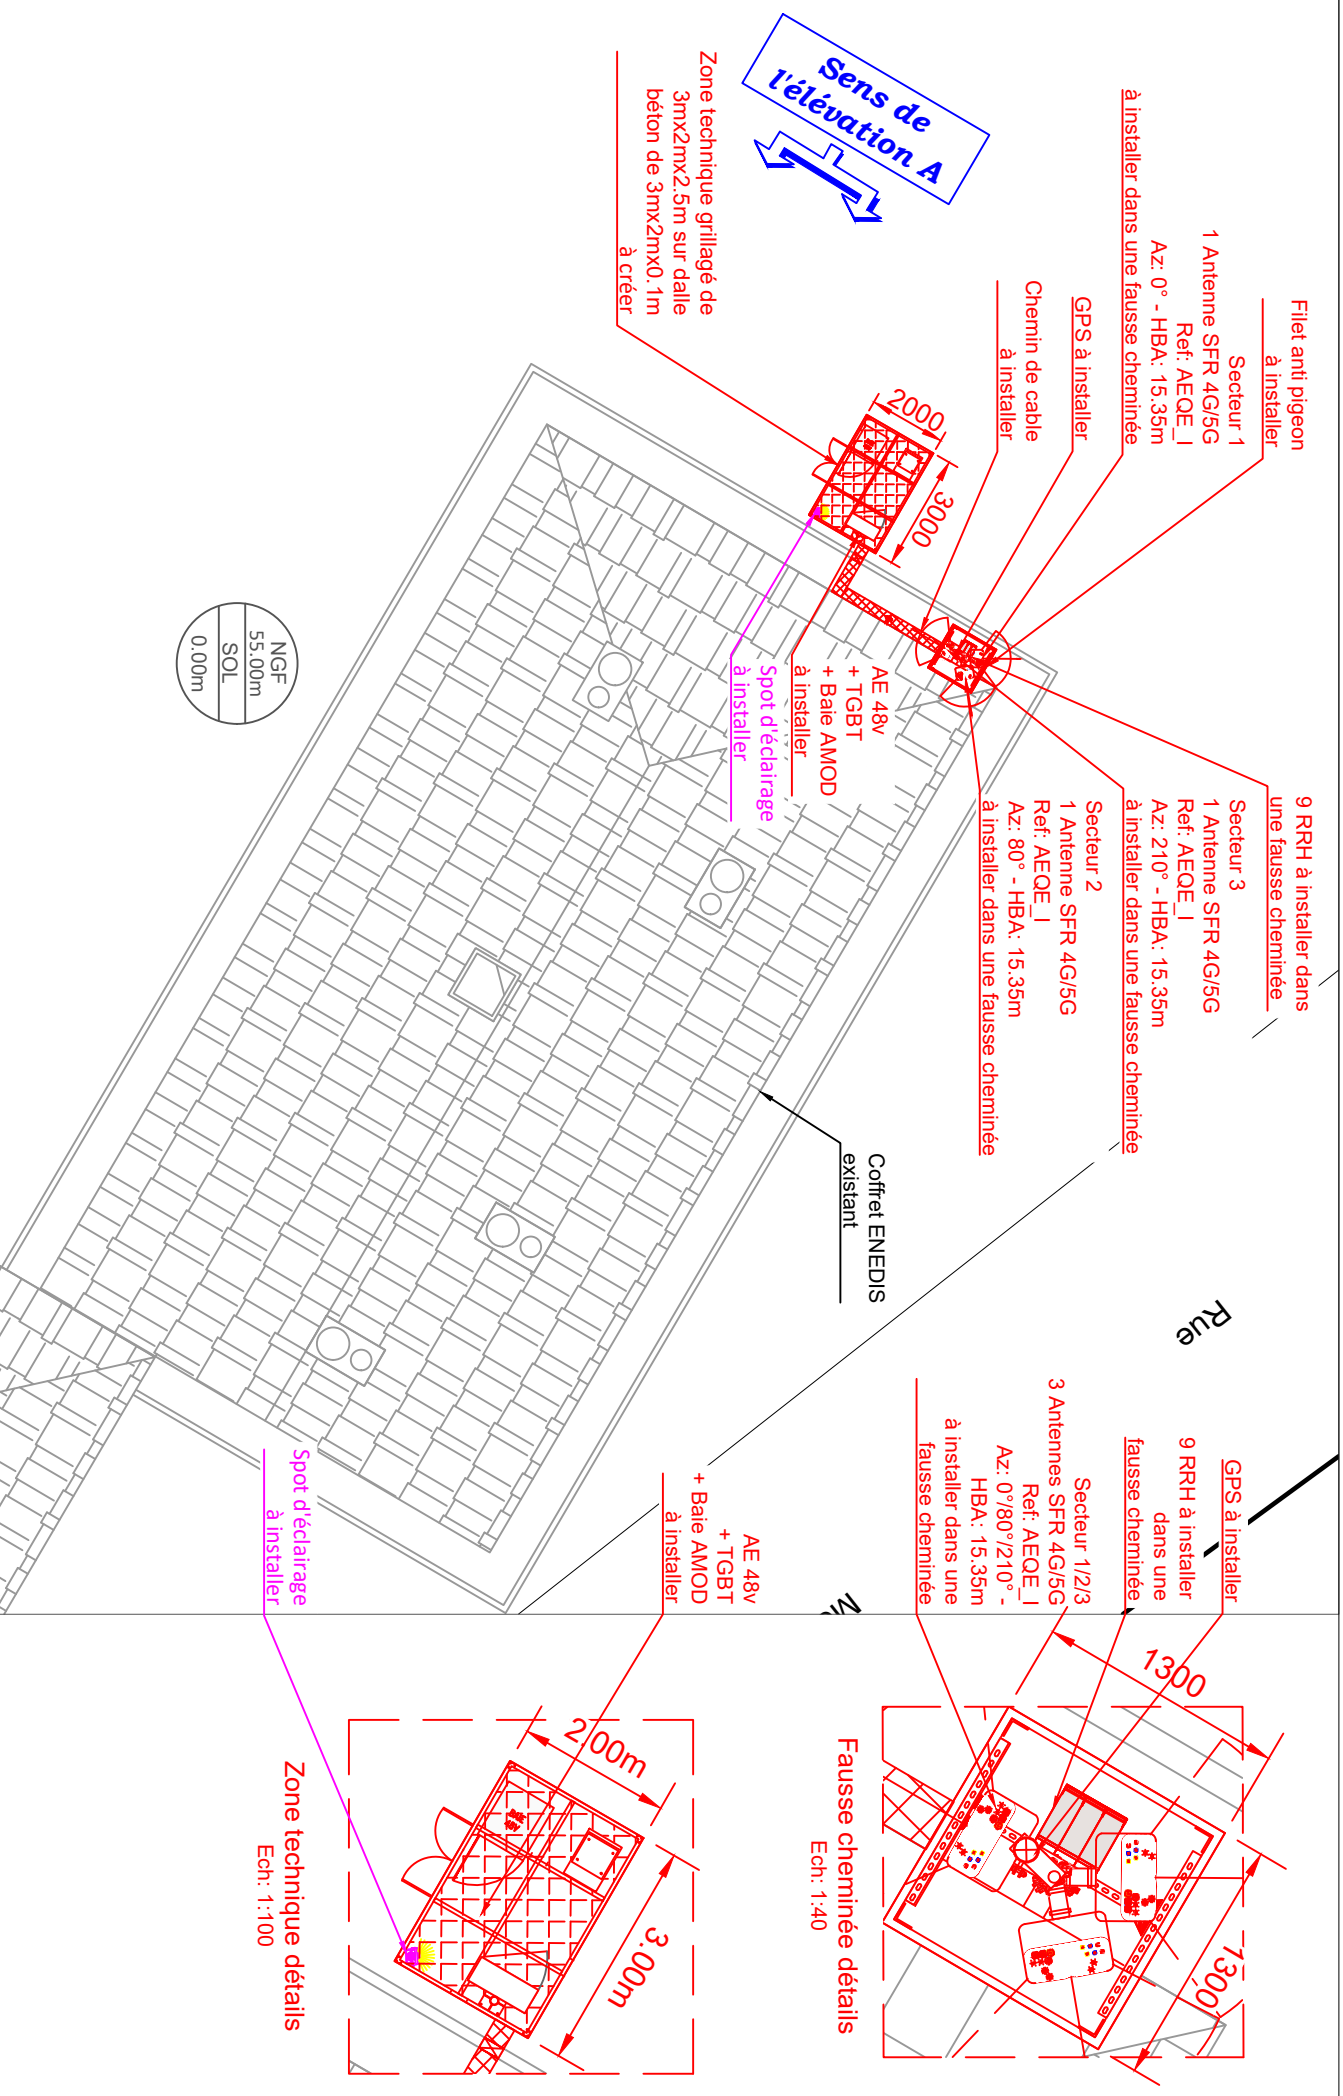 Filet anti pigeon
à installer
Secteur 1
1 Antenne SFR 4G/5G
Ref: AEQE_I
Az: 0° - HBA: 15.35m
à installer dans une fausse cheminée
GPS à installer
Chemin de cable
à installer
Sens de
l'élévation A
Zone technique grillagé de
3mx2mx2.5m sur dalle
béton de 3mx2mx0.1m
à créer
2000
3000
9 RRH à installer dans
une fausse cheminée
Secteur 3
1 Antenne SFR 4G/5G
Ref: AEQE_I
Az: 210° - HBA: 15.35m
à installer dans une fausse cheminée
Secteur 2
1 Antenne SFR 4G/5G
Ref: AEQE_I
Az: 80° - HBA: 15.35m
à installer dans une fausse cheminée
AE 48v
+ TGBT
+ Baie AMOD
à installer
Spot d'éclairage
à installer
NGF
55.00m
SOL
0.00m
Coffret ENEDIS
existant
Rue
GPS à installer
9 RRH à installer
dans une
fausse cheminée
Secteur 1/2/3
3 Antennes SFR 4G/5G
Ref: AEQE_I
Az: 0°/80°/210° -
HBA: 15.35m
à installer dans une
fausse cheminée
AE 48v
+ TGBT
+ Baie AMOD
à installer
Spot d'éclairage
à installer
1300
1300
Fausse cheminée détails
Ech: 1:40
2.00m
3.00m
Zone technique détails
Ech: 1:100